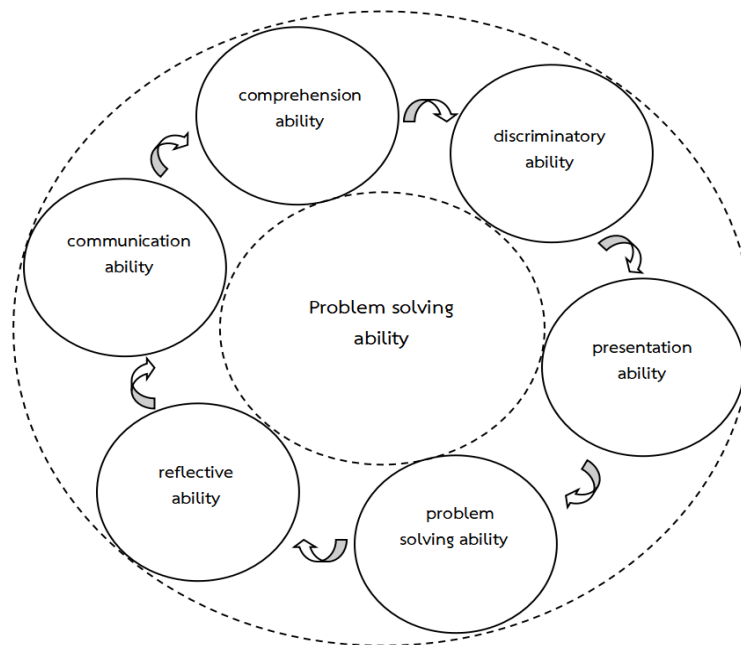 comprehension
ability
discriminatory
ability
presentation
ability
problem
solving ability
reflective
ability
communication
ability
Problem solving
ability